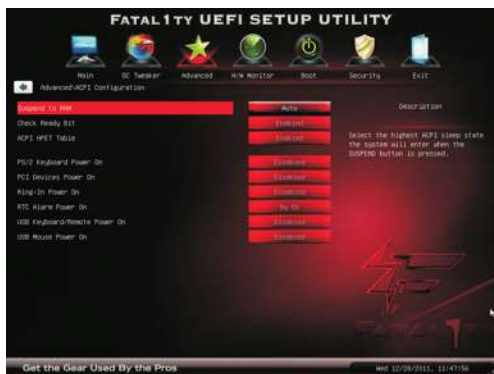 FATAL1TY UEFI SETUP UTILITY
Main OC Tweaker Advanced H/W Monitor Boot Security Exit
Advanced\ACPI Configuration
Suspend to RAM Auto
Check Ready Bit Enabled
ACPI HPET Table Enabled
PS/2 Keyboard Power On Disabled
PCI Devices Power On Disabled
Ring-In Power On Disabled
RTC Alarm Power On By OS
USB Keyboard/Remote Power On Disabled
USB Mouse Power On Disabled
Description
Select the highest ACPI sleep state
the system will enter when the
SUSPEND button is pressed.
FATAL1TY
Get the Gear Used By the Pros
Wed 12/28/2011, 11:47:56